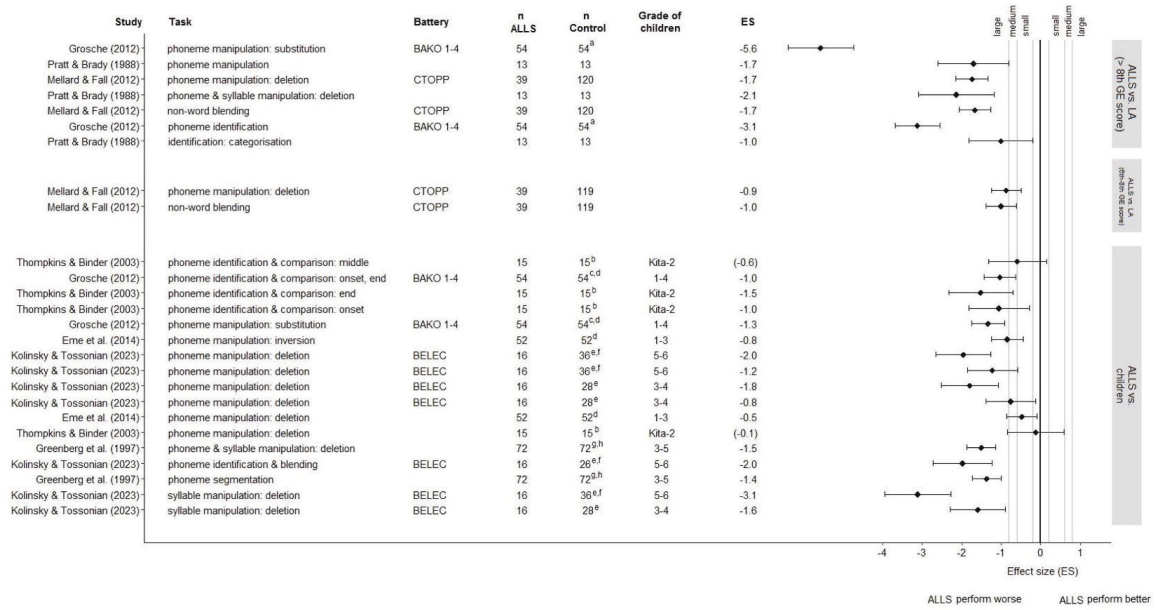 Study Task Battery n ALLS n Control Grade of children ES large medium small small medium large
Grosche (2012) phoneme manipulation: substitution BAKO 1-4 54 54a -5.6
Pratt & Brady (1988) phoneme manipulation 13 13 -1.7
Mellard & Fall (2012) phoneme manipulation: deletion CTOPP 39 120 -1.7
Pratt & Brady (1988) phoneme & syllable manipulation: deletion 13 13 -2.1
Mellard & Fall (2012) non-word blending CTOPP 39 120 -1.7
Grosche (2012) phoneme identification BAKO 1-4 54 54a -3.1
Pratt & Brady (1988) identification: categorisation 13 13 -1.0
ALLS vs. LA
(> 8th GE score)
Mellard & Fall (2012) phoneme manipulation: deletion CTOPP 39 119 -0.9
Mellard & Fall (2012) non-word blending CTOPP 39 119 -1.0
ALLS vs. LA
(6th-8th GE score)
Thompkins & Binder (2003) phoneme identification & comparison: middle 15 15b Kita-2 (-0.6)
Grosche (2012) phoneme identification & comparison: onset, end BAKO 1-4 54 54c,d 1-4 -1.0
Thompkins & Binder (2003) phoneme identification & comparison: end 15 15b Kita-2 -1.5
Thompkins & Binder (2003) phoneme identification & comparison: onset 15 15b Kita-2 -1.0
Grosche (2012) phoneme manipulation: substitution BAKO 1-4 54 54c,d 1-4 -1.3
Eme et al. (2014) phoneme manipulation: inversion 52 52d 1-3 -0.8
Kolinsky & Tossonian (2023) phoneme manipulation: deletion BELEC 16 36e,f 5-6 -2.0
Kolinsky & Tossonian (2023) phoneme manipulation: deletion BELEC 16 36e,f 5-6 -1.2
Kolinsky & Tossonian (2023) phoneme manipulation: deletion BELEC 16 28e 3-4 -1.8
Kolinsky & Tossonian (2023) phoneme manipulation: deletion BELEC 16 28e 3-4 -0.8
Eme et al. (2014) phoneme manipulation: deletion 52 52d 1-3 -0.5
Thompkins & Binder (2003) phoneme manipulation: deletion 15 15b Kita-2 (-0.1)
Greenberg et al. (1997) phoneme & syllable manipulation: deletion 72 72g,h 3-5 -1.5
Kolinsky & Tossonian (2023) phoneme identification & blending BELEC 16 26e,f 5-6 -2.0
Greenberg et al. (1997) phoneme segmentation 72 72g,h 3-5 -1.4
Kolinsky & Tossonian (2023) syllable manipulation: deletion BELEC 16 36e,f 5-6 -3.1
Kolinsky & Tossonian (2023) syllable manipulation: deletion BELEC 16 28e 3-4 -1.6
ALLS vs.
children
-4 -3 -2 -1 0 1
Effect size (ES)
ALLS perform worse ALLS perform better